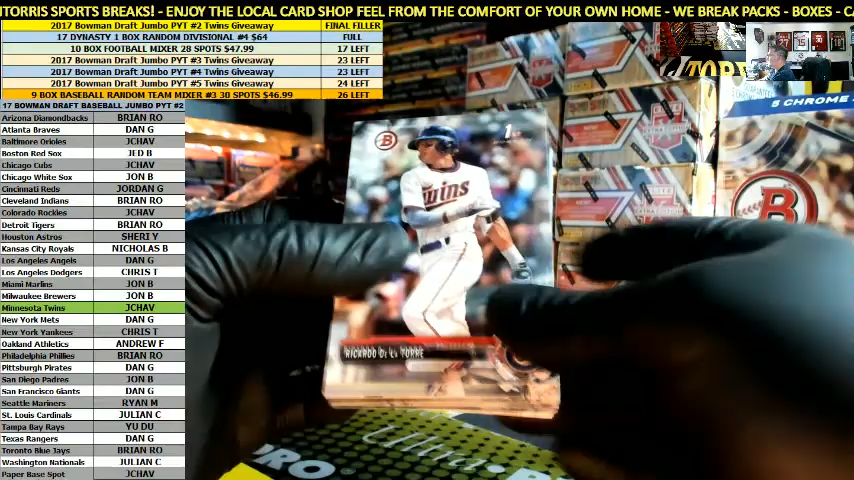 ITORRIS SPORTS BREAKS! - ENJOY THE LOCAL CARD SHOP FEEL FROM THE COMFORT OF YOUR OWN HOME - WE BREAK PACKS - BOXES - CA
2017 Bowman Draft Jumbo PYT #2 Twins Giveaway FINAL FILLER
17 DYNASTY 1 BOX RANDOM DIVISIONAL #4 $64 FULL
10 BOX FOOTBALL MIXER 28 SPOTS $47.99 17 LEFT
2017 Bowman Draft Jumbo PYT #3 Twins Giveaway 23 LEFT
2017 Bowman Draft Jumbo PYT #4 Twins Giveaway 23 LEFT
2017 Bowman Draft Jumbo PYT #5 Twins Giveaway 24 LEFT
9 BOX BASEBALL RANDOM TEAM MIXER #3 30 SPOTS $46.99 26 LEFT
17 BOWMAN DRAFT BASEBALL JUMBO PYT #2
Arizona Diamondbacks BRIAN RO
Atlanta Braves DAN G
Baltimore Orioles JCHAV
Boston Red Sox JED B
Chicago Cubs JCHAV
Chicago White Sox JON B
Cincinnati Reds JORDAN G
Cleveland Indians BRIAN RO
Colorado Rockies JCHAV
Detroit Tigers BRIAN RO
Houston Astros SHERI Y
Kansas City Royals NICHOLAS B
Los Angeles Angels DAN G
Los Angeles Dodgers CHRIS T
Miami Marlins JON B
Milwaukee Brewers JON B
Minnesota Twins JCHAV
New York Mets DAN G
New York Yankees CHRIS T
Oakland Athletics ANDREW F
Philadelphia Phillies BRIAN RO
Pittsburgh Pirates DAN G
San Diego Padres JON B
San Francisco Giants DAN G
Seattle Mariners RYAN M
St. Louis Cardinals JULIAN C
Tampa Bay Rays YU DU
Texas Rangers DAN G
Toronto Blue Jays BRIAN RO
Washington Nationals JULIAN C
Paper Base Spot JCHAV
B
Twins
RICARDO DE LA TORRE
5 CHROME
B
PRO
Ultra